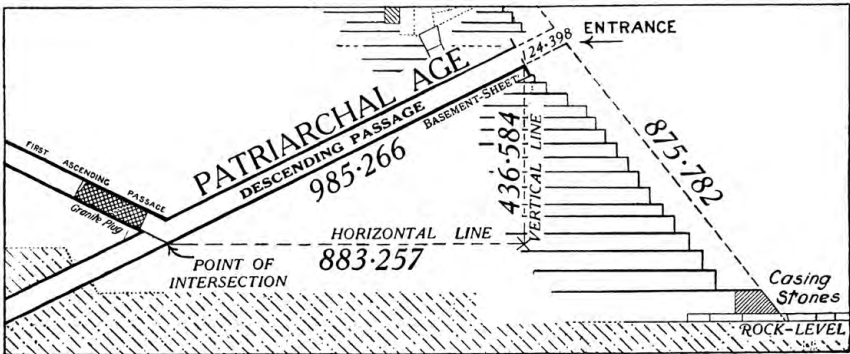 ENTRANCE
24·398
PATRIARCHAL AGE
DESCENDING PASSAGE
BASEMENT-SHEET
985·266
436·584
VERTICAL LINE
875·782
FIRST ASCENDING PASSAGE
Granite Plug
HORIZONTAL LINE
883·257
POINT OF
INTERSECTION
Casing
Stones
ROCK-LEVEL